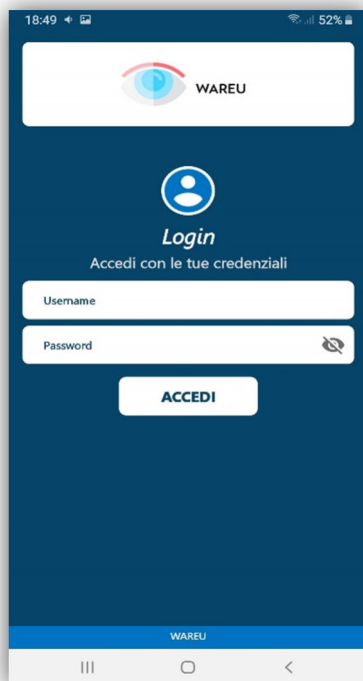 18:49 52%
WAREU
Login
Accedi con le tue credenziali
Username
Password
ACCEDI
WAREU